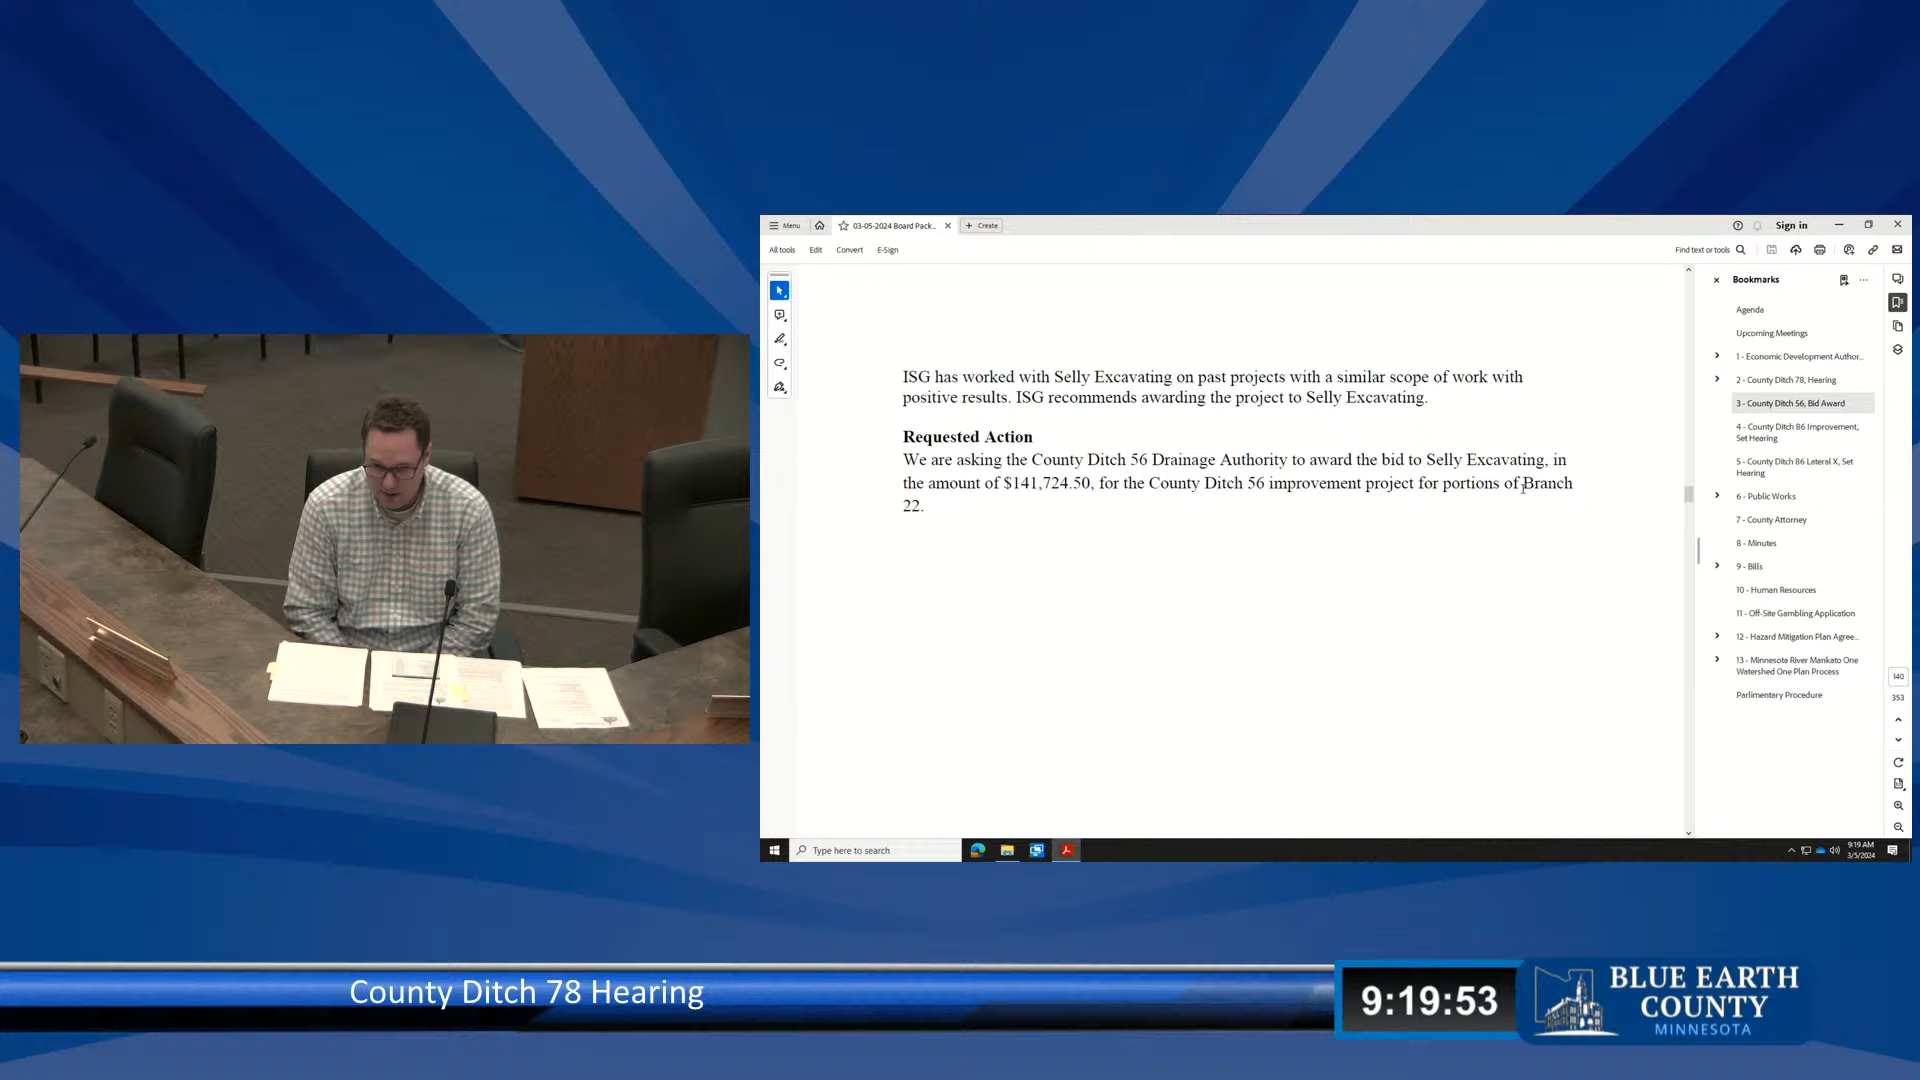 Menu
03-05-2024 Board Pack...
Create
Sign in
All tools
Edit
Convert
E-Sign
Find text or tools
ISG has worked with Selly Excavating on past projects with a similar scope of work with
positive results. ISG recommends awarding the project to Selly Excavating.
Requested Action
We are asking the County Ditch 56 Drainage Authority to award the bid to Selly Excavating, in
the amount of $141,724.50, for the County Ditch 56 improvement project for portions of Branch
22.
Bookmarks
Agenda
Upcoming Meetings
1 - Economic Development Author...
2 - County Ditch 78, Hearing
3 - County Ditch 56, Bid Award
4 - County Ditch 86 Improvement,
Set Hearing
5 - County Ditch 86 Lateral X, Set
Hearing
6 - Public Works
7 - County Attorney
8 - Minutes
9 - Bills
10 - Human Resources
11 - Off-Site Gambling Application
12 - Hazard Mitigation Plan Agree...
13 - Minnesota River Mankato One
Watershed One Plan Process
Parlimentary Procedure
140
353
Type here to search
9:19 AM
3/5/2024
County Ditch 78 Hearing
9:19:53
BLUE EARTH
COUNTY
MINNESOTA